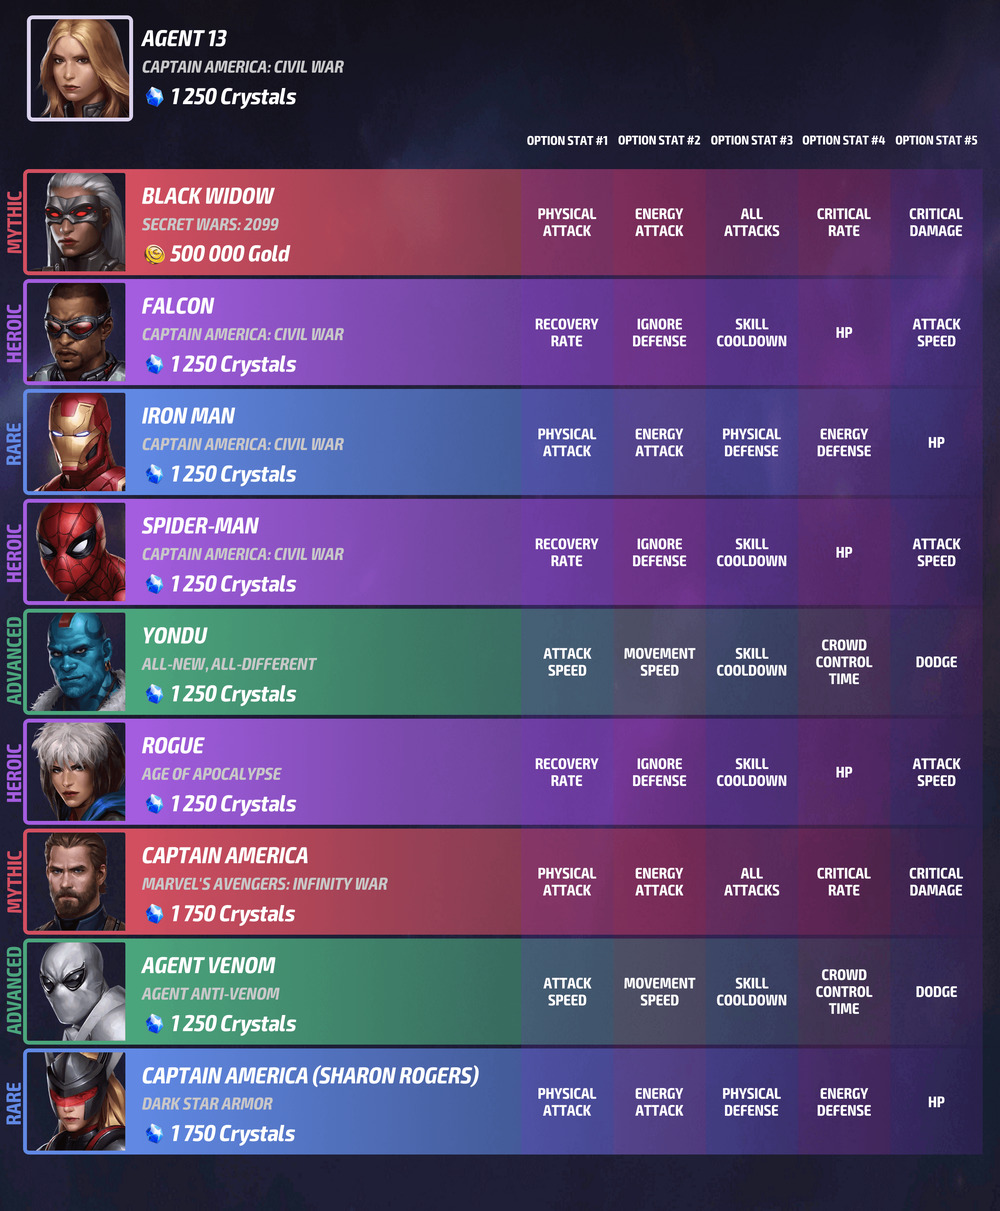 AGENT 13
CAPTAIN AMERICA: CIVIL WAR
1 250 Crystals
OPTION STAT #1 OPTION STAT #2 OPTION STAT #3 OPTION STAT #4 OPTION STAT #5
MYTHIC
BLACK WIDOW
SECRET WARS: 2099
500 000 Gold
PHYSICAL ATTACK
ENERGY ATTACK
ALL ATTACKS
CRITICAL RATE
CRITICAL DAMAGE
HEROIC
FALCON
CAPTAIN AMERICA: CIVIL WAR
1 250 Crystals
RECOVERY RATE
IGNORE DEFENSE
SKILL COOLDOWN
HP
ATTACK SPEED
RARE
IRON MAN
CAPTAIN AMERICA: CIVIL WAR
1 250 Crystals
PHYSICAL ATTACK
ENERGY ATTACK
PHYSICAL DEFENSE
ENERGY DEFENSE
HP
HEROIC
SPIDER-MAN
CAPTAIN AMERICA: CIVIL WAR
1 250 Crystals
RECOVERY RATE
IGNORE DEFENSE
SKILL COOLDOWN
HP
ATTACK SPEED
ADVANCED
YONDU
ALL-NEW, ALL-DIFFERENT
1 250 Crystals
ATTACK SPEED
MOVEMENT SPEED
SKILL COOLDOWN
CROWD CONTROL TIME
DODGE
HEROIC
ROGUE
AGE OF APOCALYPSE
1 250 Crystals
RECOVERY RATE
IGNORE DEFENSE
SKILL COOLDOWN
HP
ATTACK SPEED
MYTHIC
CAPTAIN AMERICA
MARVEL'S AVENGERS: INFINITY WAR
1 750 Crystals
PHYSICAL ATTACK
ENERGY ATTACK
ALL ATTACKS
CRITICAL RATE
CRITICAL DAMAGE
ADVANCED
AGENT VENOM
AGENT ANTI-VENOM
1 250 Crystals
ATTACK SPEED
MOVEMENT SPEED
SKILL COOLDOWN
CROWD CONTROL TIME
DODGE
RARE
CAPTAIN AMERICA (SHARON ROGERS)
DARK STAR ARMOR
1 750 Crystals
PHYSICAL ATTACK
ENERGY ATTACK
PHYSICAL DEFENSE
ENERGY DEFENSE
HP